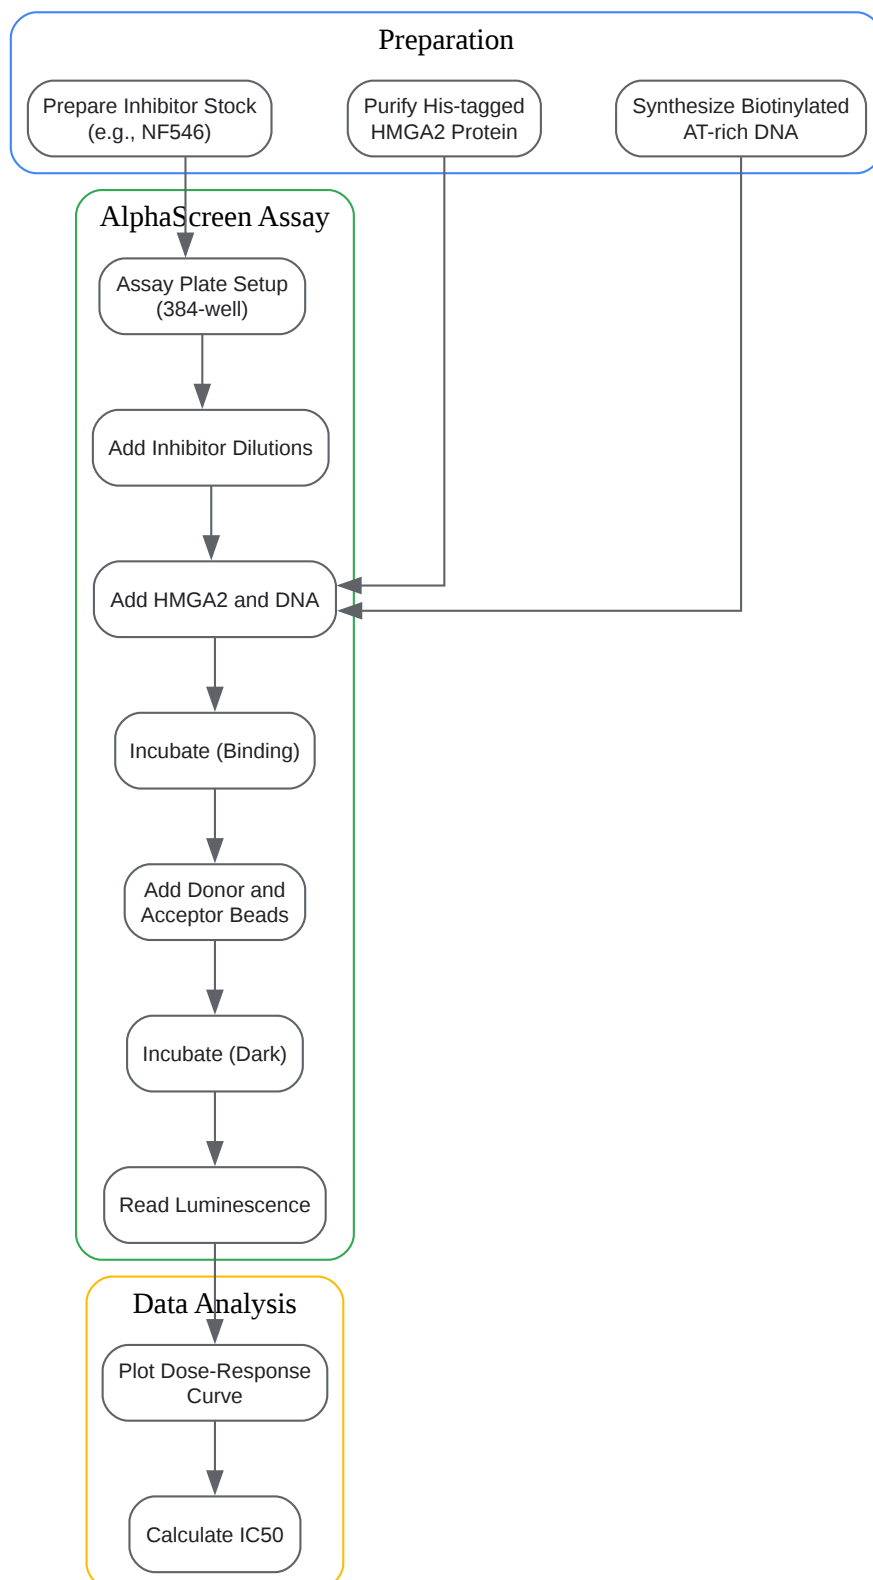 Preparation
Prepare Inhibitor Stock
(e.g., NF546)
Purify His-tagged
HMGA2 Protein
Synthesize Biotinylated
AT-rich DNA
AlphaScreen Assay
Assay Plate Setup
(384-well)
Add Inhibitor Dilutions
Add HMGA2 and DNA
Incubate (Binding)
Add Donor and
Acceptor Beads
Incubate (Dark)
Read Luminescence
Data Analysis
Plot Dose-Response
Curve
Calculate IC50